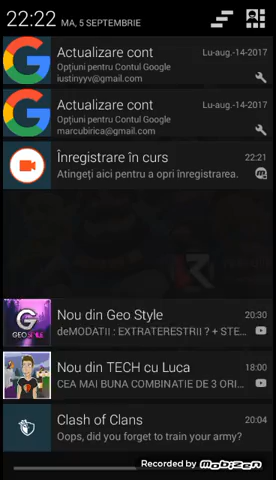 22:22 MA, 5 SEPTEMBRIE
Actualizare cont Lu-aug.-14-2017
Opțiuni pentru Contul Google
iustinyyv@gmail.com
Actualizare cont Lu-aug.-14-2017
Opțiuni pentru Contul Google
marcubirica@gmail.com
Înregistrare în curs 22:21
Atingeți aici pentru a opri înregistrarea.
Nou din Geo Style 20:30
deMODAȚII : EXTRATEREȘTRII ? + STE...
Nou din TECH cu Luca 18:00
CEA MAI BUNA COMBINATIE DE 3 ORI...
Clash of Clans 20:04
Oops, did you forget to train your army?
Recorded by Mobizen